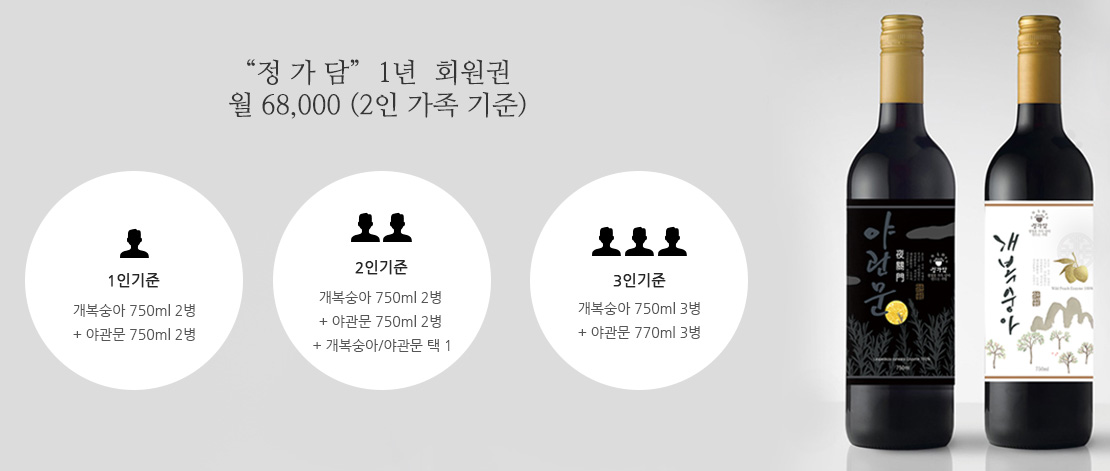 “정 가 담” 1년 회원권
월 68,000 (2인 가족 기준)
1인기준
개복숭아 750ml 2병
+ 야관문 750ml 2병
2인기준
개복숭아 750ml 2병
+ 야관문 750ml 2병
+ 개복숭아/야관문 택 1
3인기준
개복숭아 750ml 3병
+ 야관문 770ml 3병
야관문
夜關門
정가담
750ml
개복숭아
정가담
750ml